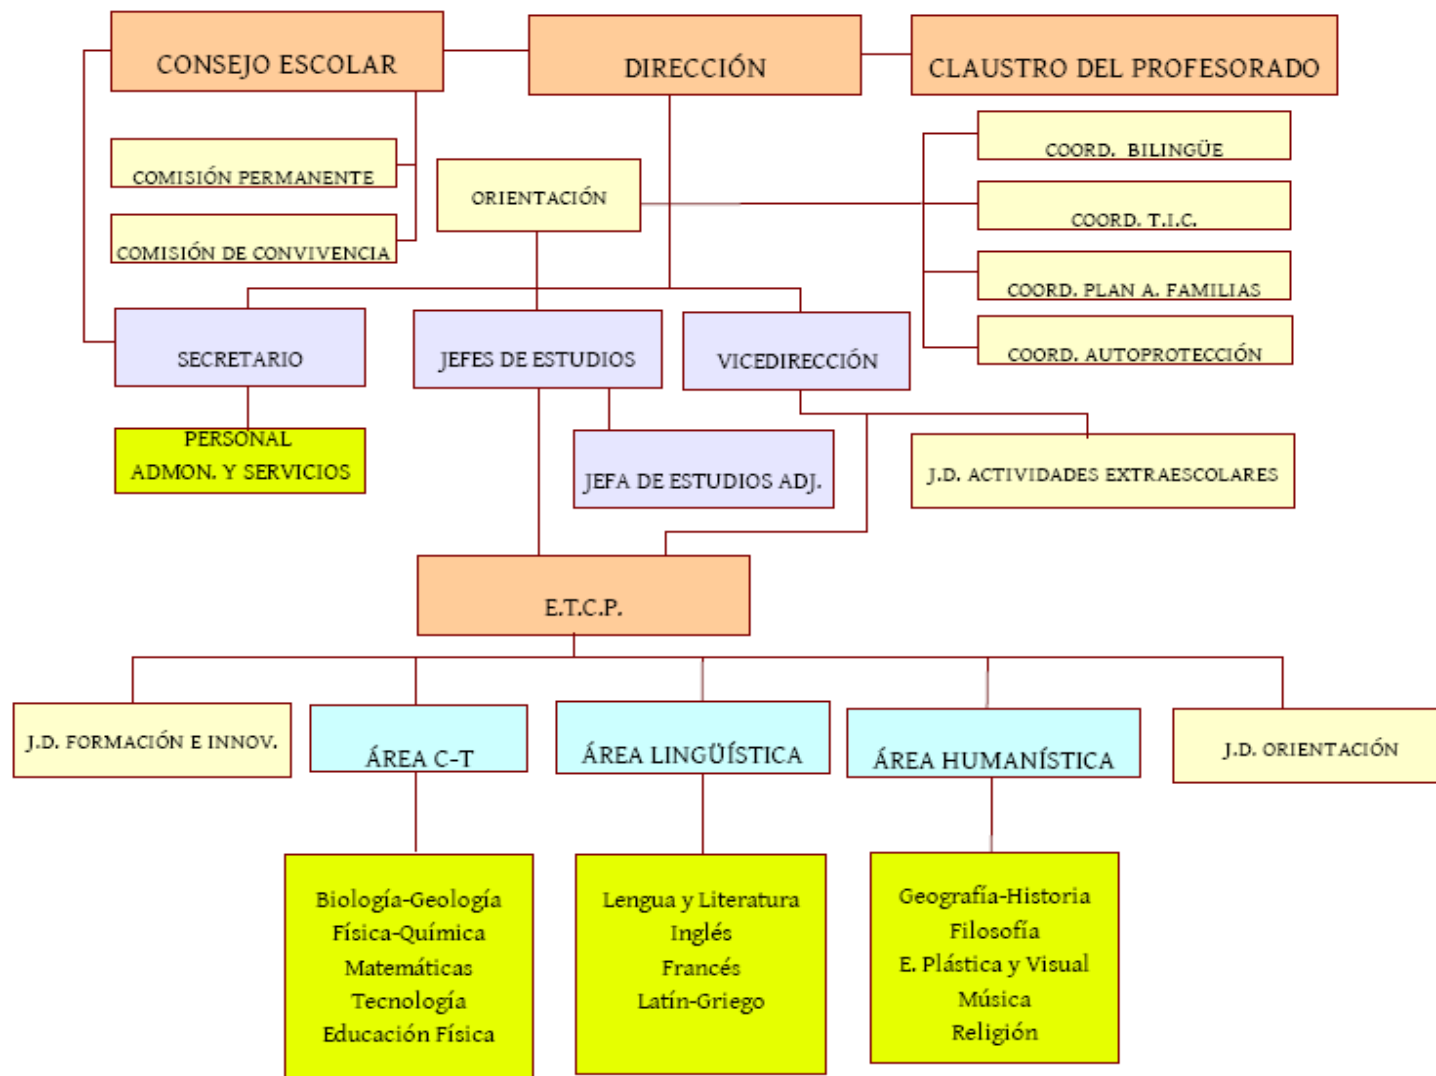 CONSEJO ESCOLAR
DIRECCIÓN
CLAUSTRO DEL PROFESORADO
COMISIÓN PERMANENTE
COMISIÓN DE CONVIVENCIA
ORIENTACIÓN
COORD. BILINGÜE
COORD. T.I.C.
COORD. PLAN A. FAMILIAS
COORD. AUTOPROTECCIÓN
SECRETARIO
JEFES DE ESTUDIOS
VICEDIRECCIÓN
PERSONAL
ADMON. Y SERVICIOS
JEFA DE ESTUDIOS ADJ.
J.D. ACTIVIDADES EXTRAESCOLARES
E.T.C.P.
J.D. FORMACIÓN E INNOV.
ÁREA C-T
ÁREA LINGÜÍSTICA
ÁREA HUMANÍSTICA
J.D. ORIENTACIÓN
Biología-Geología
Física-Química
Matemáticas
Tecnología
Educación Física
Lengua y Literatura
Inglés
Francés
Latín-Griego
Geografía-Historia
Filosofía
E. Plástica y Visual
Música
Religión